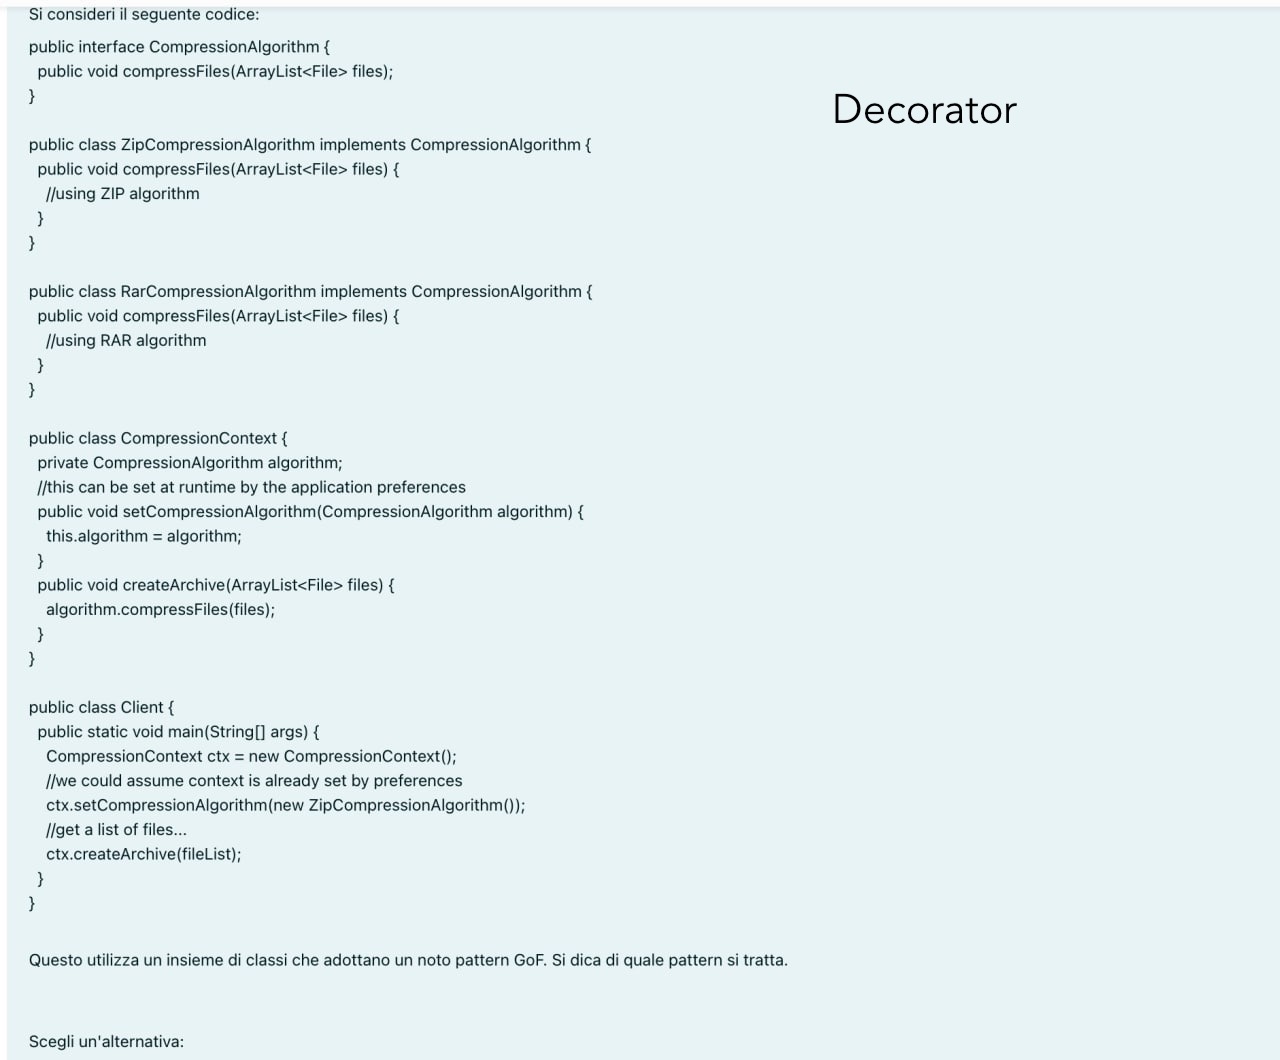 Si consideri il seguente codice:
public interface CompressionAlgorithm {
public void compressFiles(ArrayList<File> files);
}
Decorator
public class ZipCompressionAlgorithm implements CompressionAlgorithm {
public void compressFiles(ArrayList<File> files) {
//using ZIP algorithm
}
}
public class RarCompressionAlgorithm implements CompressionAlgorithm {
public void compressFiles(ArrayList<File> files) {
//using RAR algorithm
}
}
public class CompressionContext {
private CompressionAlgorithm algorithm;
//this can be set at runtime by the application preferences
public void setCompressionAlgorithm(CompressionAlgorithm algorithm) {
this.algorithm = algorithm;
}
public void createArchive(ArrayList<File> files) {
algorithm.compressFiles(files);
}
}
public class Client {
public static void main(String[] args) {
CompressionContext ctx = new CompressionContext();
//we could assume context is already set by preferences
ctx.setCompressionAlgorithm(new ZipCompressionAlgorithm());
//get a list of files...
ctx.createArchive(fileList);
}
}
Questo utilizza un insieme di classi che adottano un noto pattern GoF. Si dica di quale pattern si tratta.
Scegli un'alternativa: